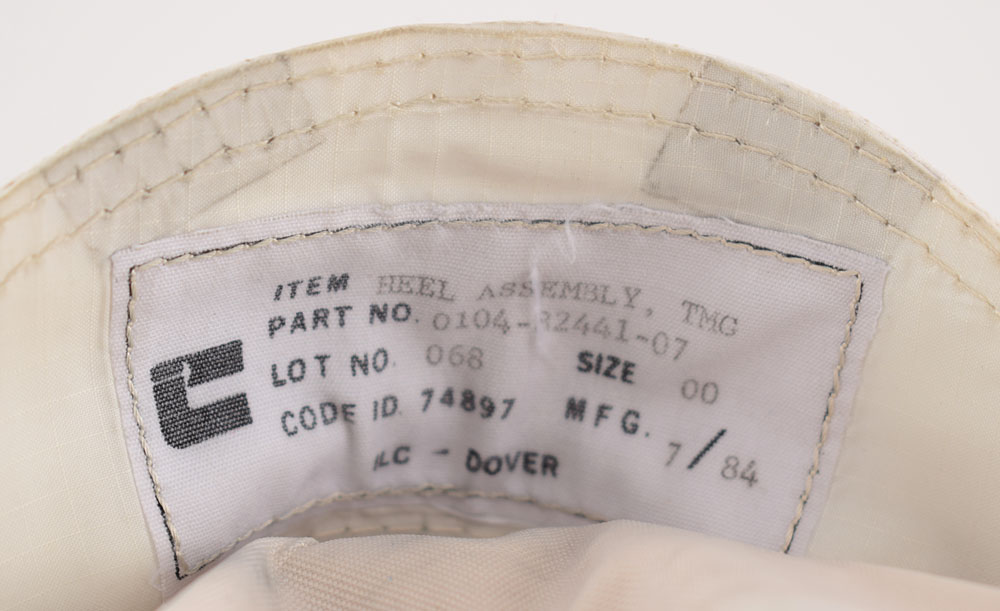 ITEM HEEL ASSEMBLY, TMG
PART NO. 0104-82441-07
LOT NO. 068 SIZE 00
CODE ID. 74897 MFG. 7/84
ILC - DOVER